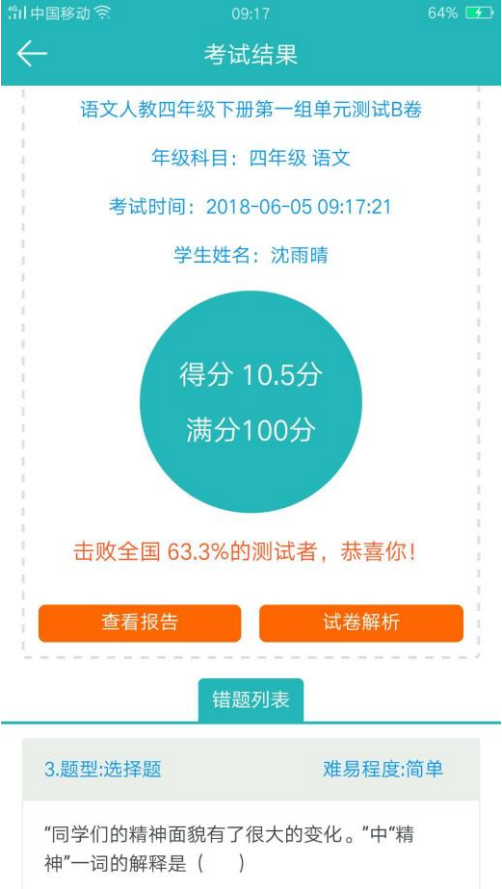 中国移动 09:17 64%
考试结果
语文人教四年级下册第一组单元测试B卷
年级科目：四年级 语文
考试时间：2018-06-05 09:17:21
学生姓名：沈雨晴
得分 10.5分
满分100分
击败全国 63.3%的测试者，恭喜你！
查看报告 试卷解析
错题列表
3.题型:选择题 难易程度:简单
“同学们的精神面貌有了很大的变化。”中“精
神”一词的解释是（ ）